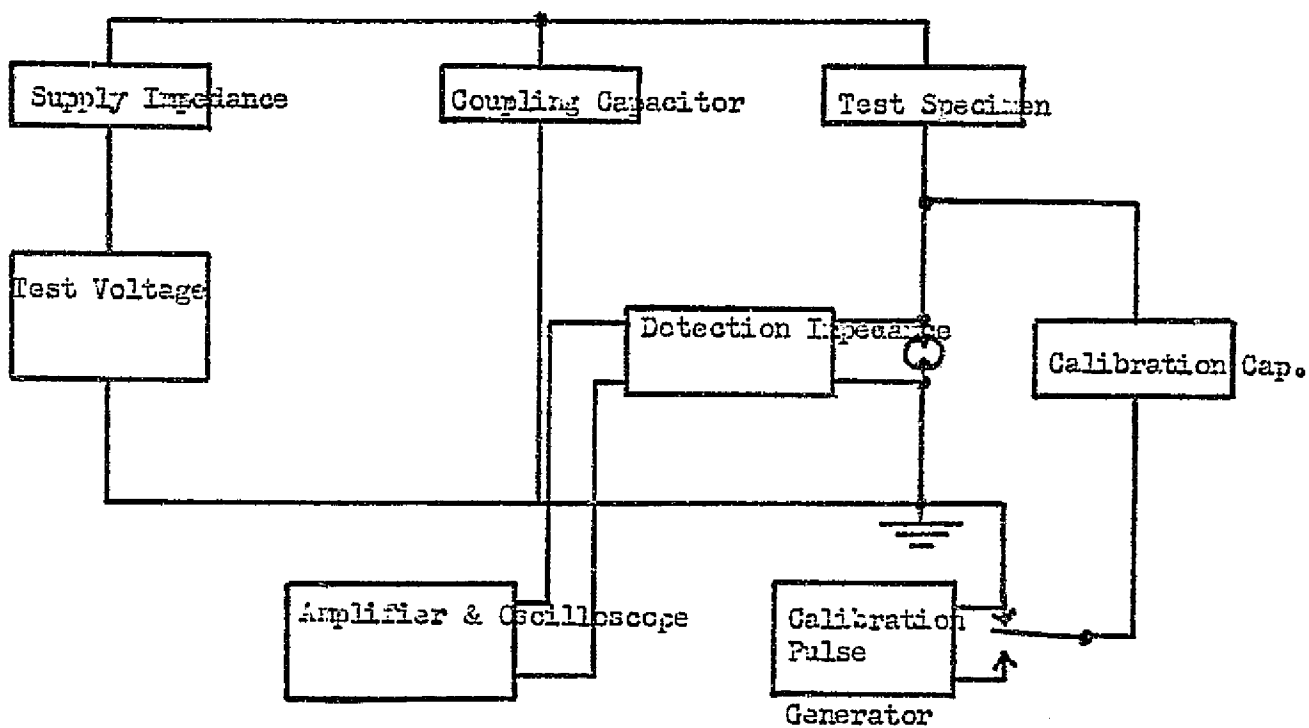 Supply Impedance
Coupling Capacitor
Test Specimen
Test Voltage
Detection Impedance
Calibration Cap.
Amplifier & Oscilloscope
Calibration
Pulse
Generator